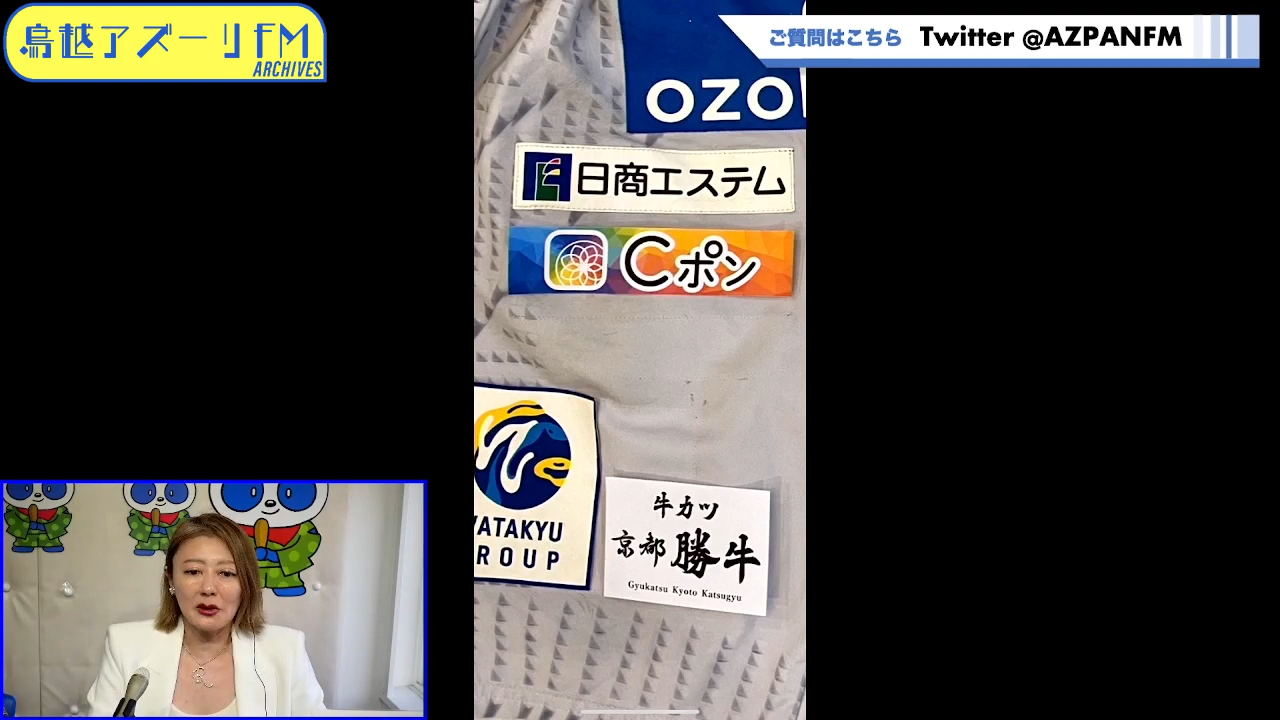 鳥越アズーリFM
ARCHIVES
ご質問はこちら Twitter @AZPANFM
OZO
日商エステム
Cポン
WATAKYU
ROUP
牛カツ
京都 勝牛
Gyukatsu Kyoto Katsugyu